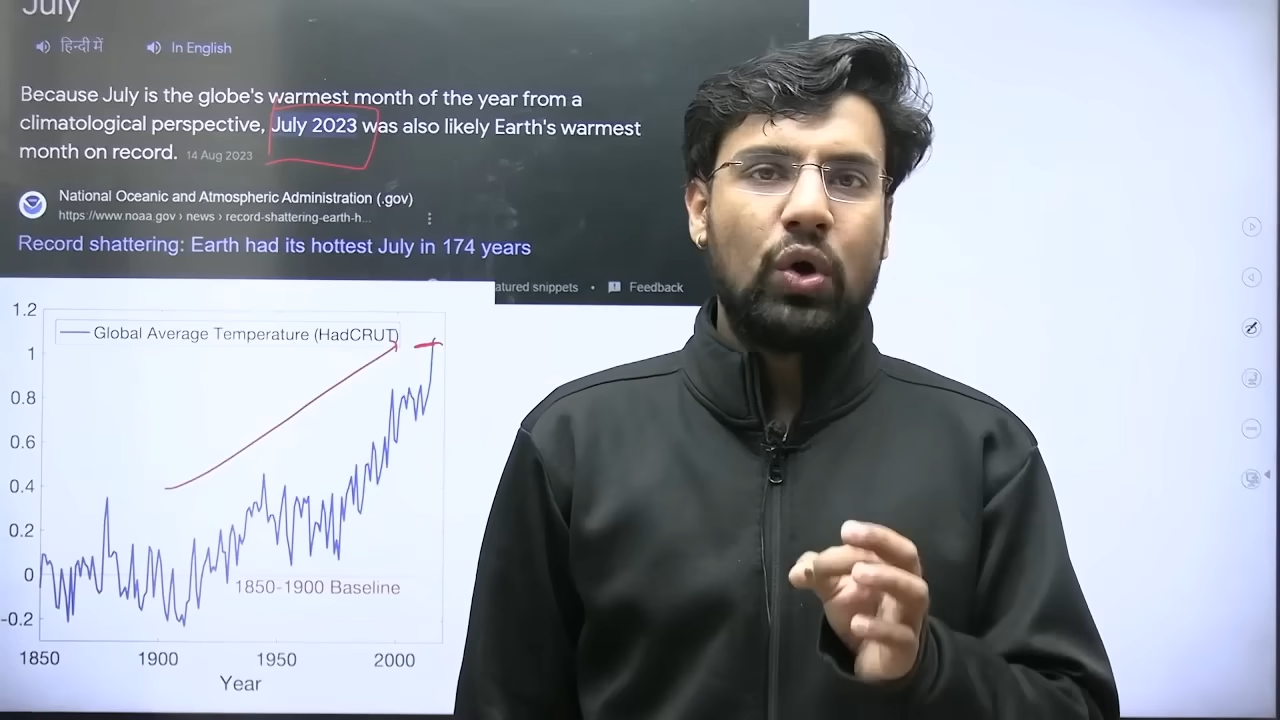 July
हिन्दी में
In English
Because July is the globe's warmest month of the year from a
climatological perspective, July 2023 was also likely Earth's warmest
month on record. 14 Aug 2023
National Oceanic and Atmospheric Administration (.gov)
https://www.noaa.gov › news › record-shattering-earth-h...
Record shattering: Earth had its hottest July in 174 years
atured snippets • Feedback
1.2
Global Average Temperature (HadCRUT)
1
0.8
0.6
0.4
0.2
0
1850-1900 Baseline
-0.2
1850 1900 1950 2000
Year